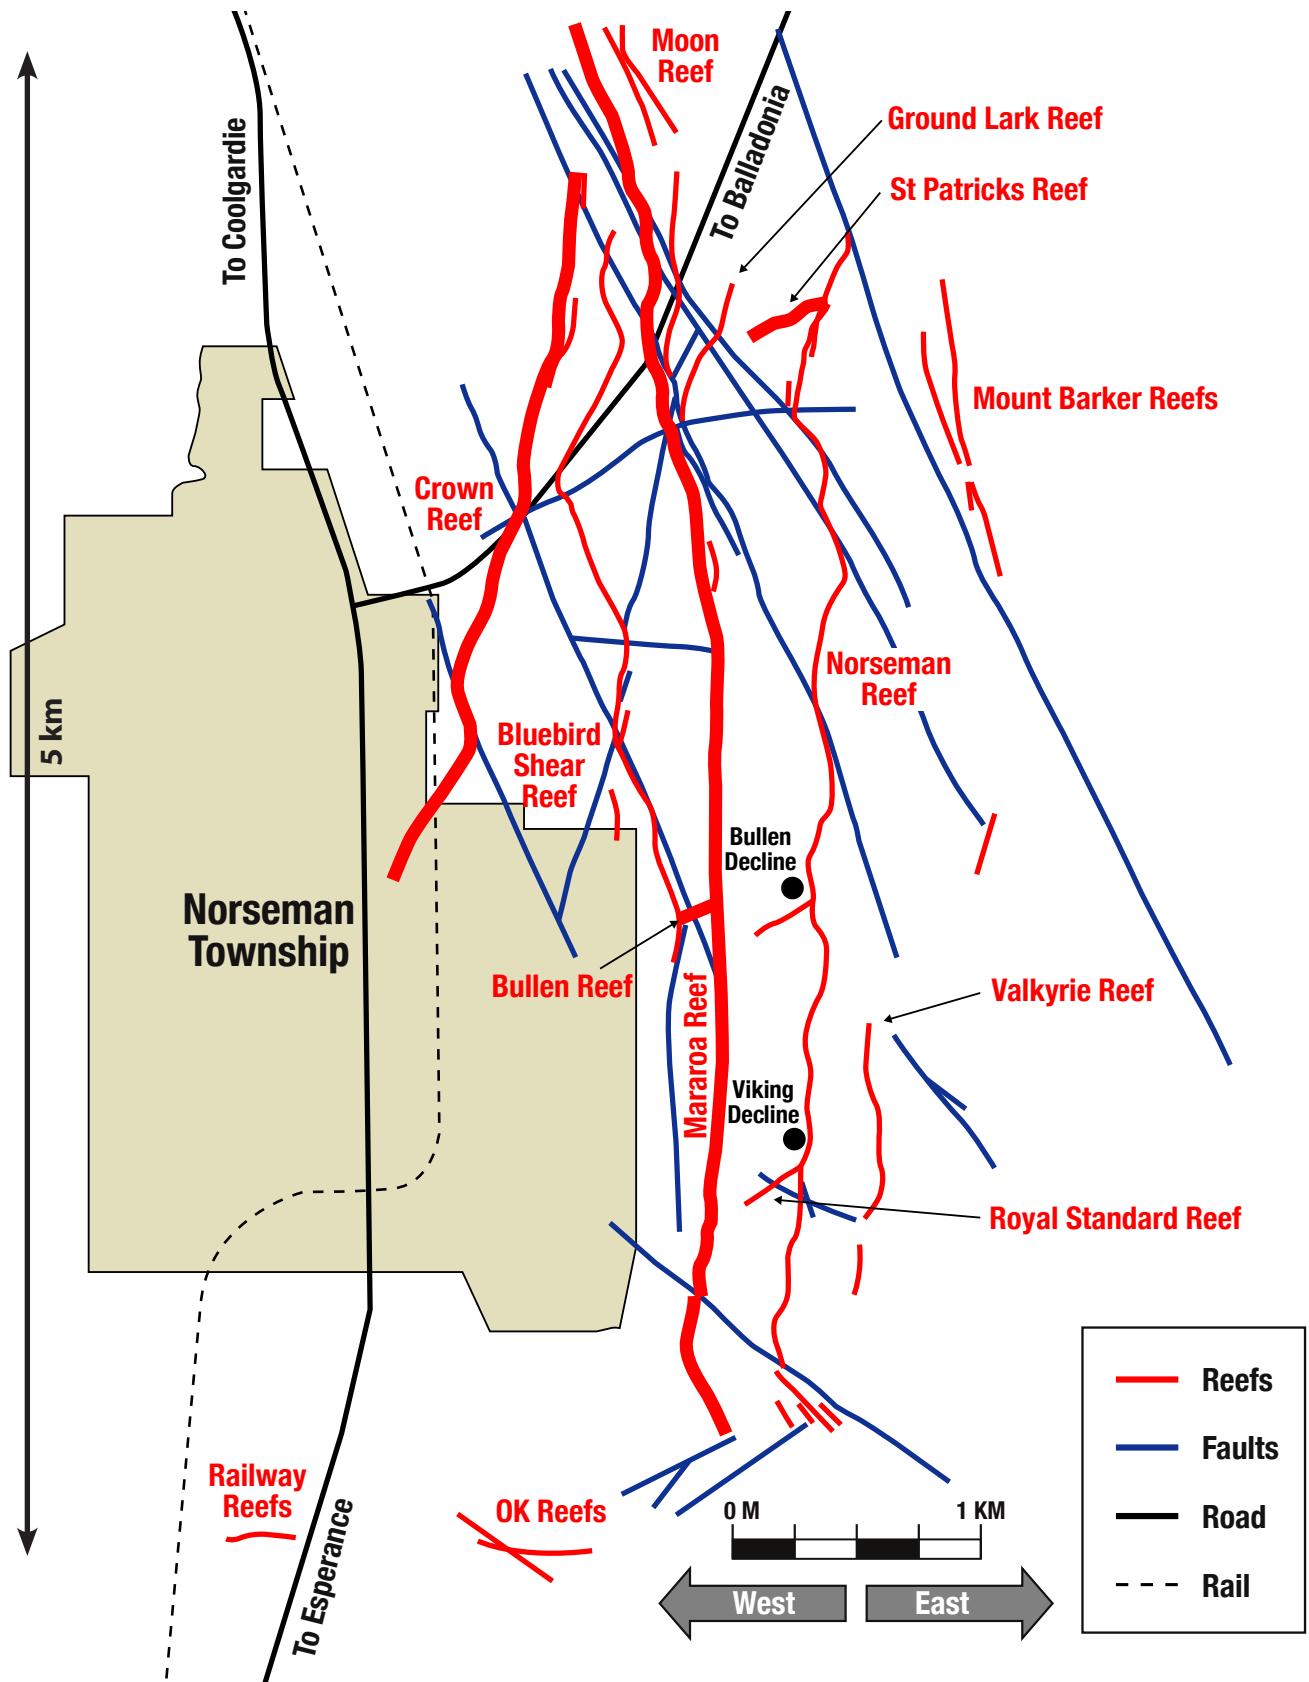 Moon
Reef
To Balladonia
Ground Lark Reef
St Patricks Reef
To Coolgardie
Mount Barker Reefs
Crown
Reef
Norseman
Reef
5 km
Bluebird
Shear
Reef
Bullen
Decline
Norseman
Township
Bullen Reef
Mararoa Reef
Valkyrie Reef
Viking
Decline
Royal Standard Reef
Railway
Reefs
To Esperance
OK Reefs
0 M
1 KM
West
East
Reefs
Faults
Road
Rail